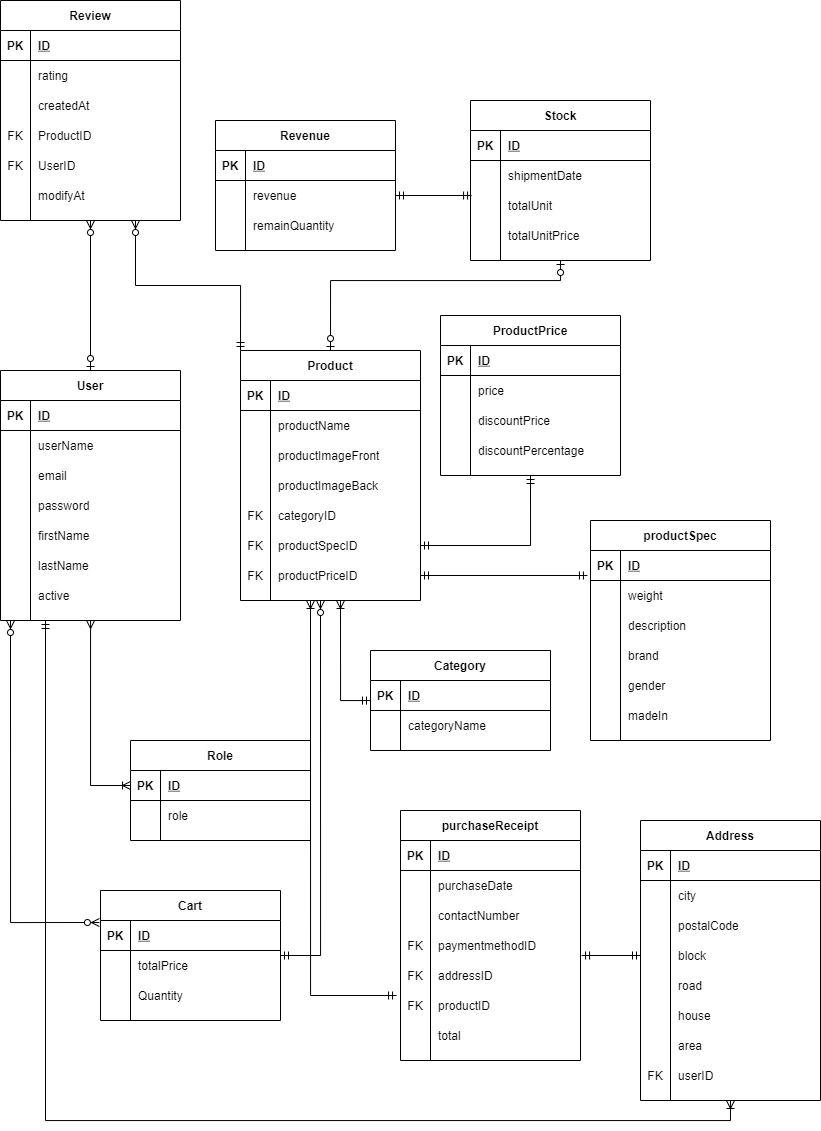 Review
PK ID
rating
createdAt
FK ProductID
FK UserID
modifyAt
Revenue
PK ID
revenue
remainQuantity
Stock
PK ID
shipmentDate
totalUnit
totalUnitPrice
ProductPrice
PK ID
price
discountPrice
discountPercentage
User
PK ID
userName
email
password
firstName
lastName
active
Product
PK ID
productName
productImageFront
productImageBack
FK categoryID
FK productSpecID
FK productPriceID
productSpec
PK ID
weight
description
brand
gender
madeIn
Category
PK ID
categoryName
Role
PK ID
role
Cart
PK ID
totalPrice
Quantity
purchaseReceipt
PK ID
purchaseDate
contactNumber
FK paymentmethodID
FK addressID
FK productID
total
Address
PK ID
city
postalCode
block
road
house
area
FK userID